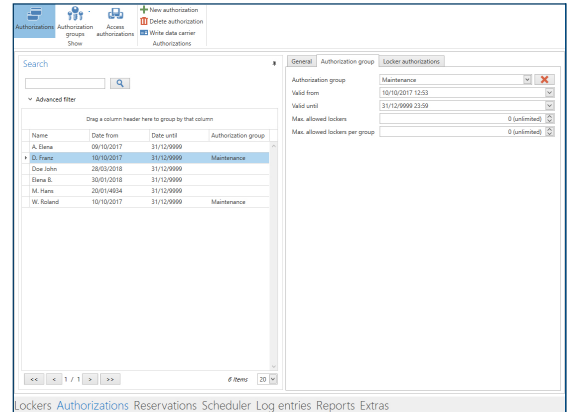 Authorizations Authorization groups Access authorizations
New authorization
Delete authorization
Write data carrier
Show Authorizations
Search
Advanced filter
Drag a column header here to group by that column
Name Date from Date until Authorization group
A. Elena 09/10/2017 31/12/9999
D. Franz 10/10/2017 31/12/9999 Maintenance
Doe John 28/03/2018 31/12/9999
Elena B. 30/01/2018 31/12/9999
M. Hans 20/01/4934 31/12/9999
W. Roland 10/10/2017 31/12/9999 Maintenance
<< < 1 / 1 > >> 6 items 20
General Authorization group Locker authorizations
Authorization group Maintenance
Valid from 10/10/2017 12:53
Valid until 31/12/9999 23:59
Max. allowed lockers 0 (unlimited)
Max. allowed lockers per group 0 (unlimited)
Lockers Authorizations Reservations Scheduler Log entries Reports Extras